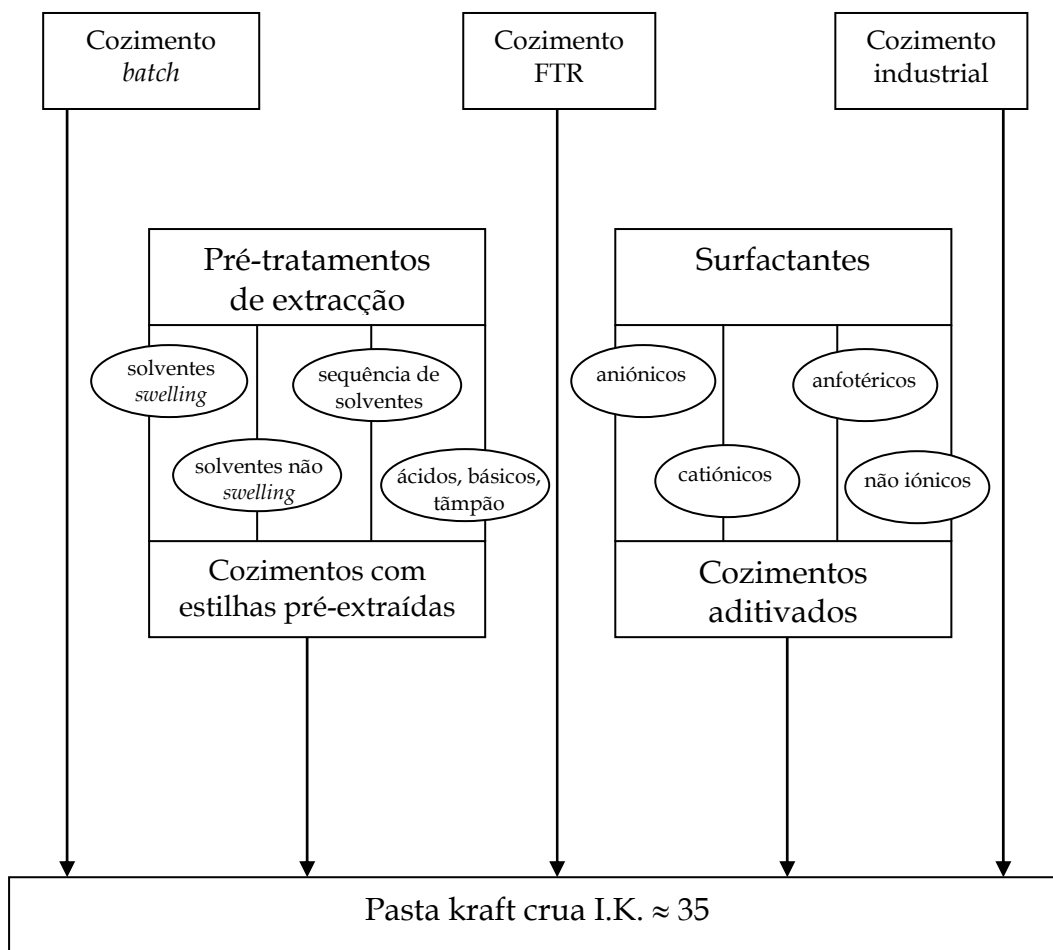 Cozimento
batch
Cozimento
FTR
Cozimento
industrial
Pré-tratamentos
de extracção
Surfactantes
solventes
swelling
sequência de
solventes
aniónicos
anfotéricos
solventes não
swelling
ácidos, básicos,
tãmpão
catiónicos
não iónicos
Cozimentos com
estilhas pré-extraídas
Cozimentos
aditivados
Pasta kraft crua I.K. ≈ 35